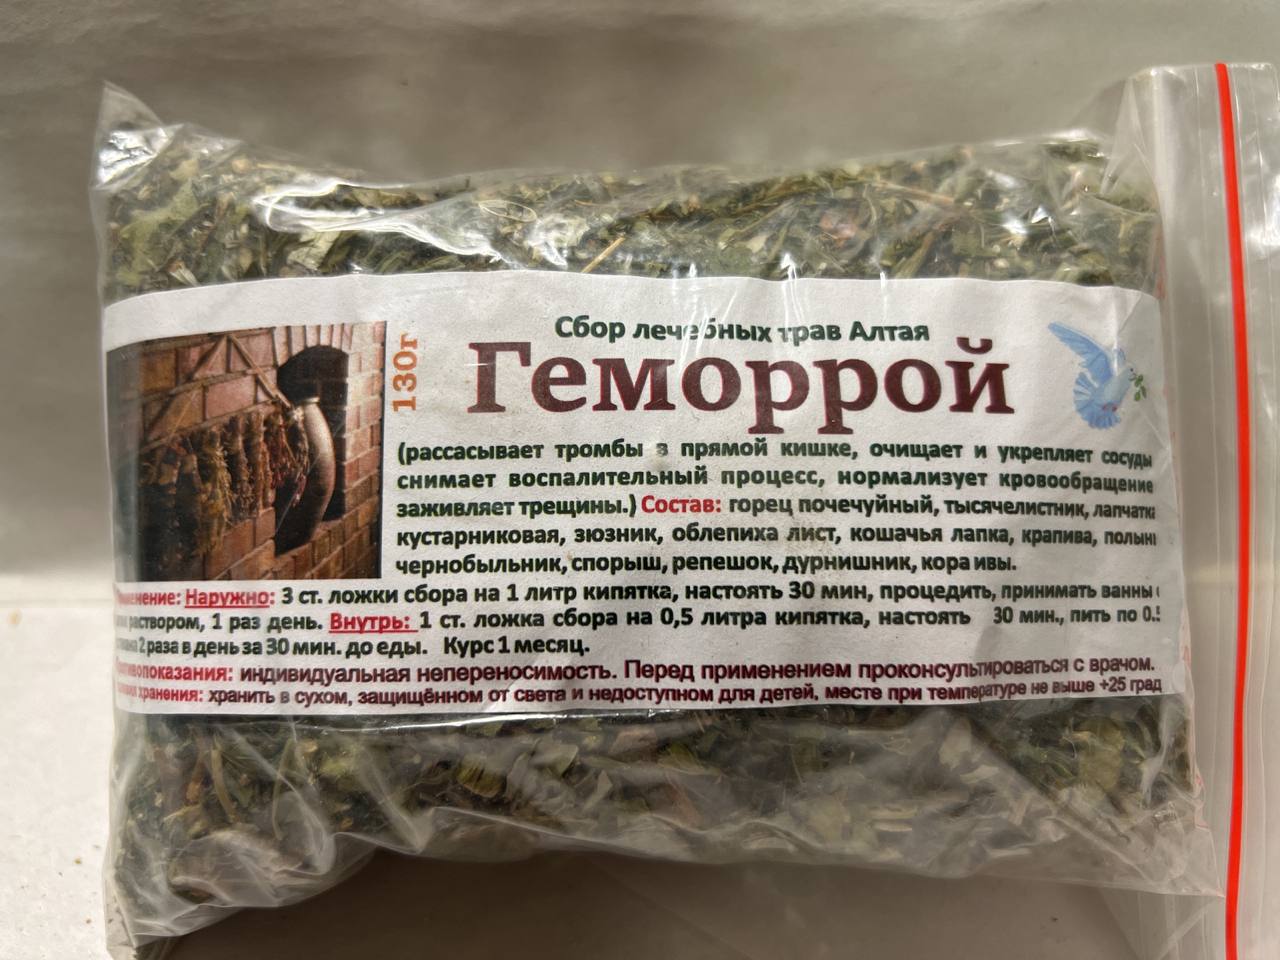 Сбор лечебных трав Алтая
130г
Геморрой
(рассасывает тромбы в прямой кишке, очищает и укрепляет сосуды
снимает воспалительный процесс, нормализует кровообращение
заживляет трещины.) Состав: горец почечуйный, тысячелистник, лапчатка
кустарниковая, зюзник, облепиха лист, кошачья лапка, крапива, полынь
чернобыльник, спорыш, репешок, дурнишник, кора ивы.
Наружно: 3 ст. ложки сбора на 1 литр кипятка, настоять 30 мин, процедить, принимать ванны с
раствором, 1 раз день. Внутрь: 1 ст. ложка сбора на 0,5 литра кипятка, настоять 30 мин., пить по 0.5
2 раза в день за 30 мин. до еды. Курс 1 месяц.
индивидуальная непереносимость. Перед применением проконсультироваться с врачом.
хранения: хранить в сухом, защищённом от света и недоступном для детей, месте при температуре не выше +25 град